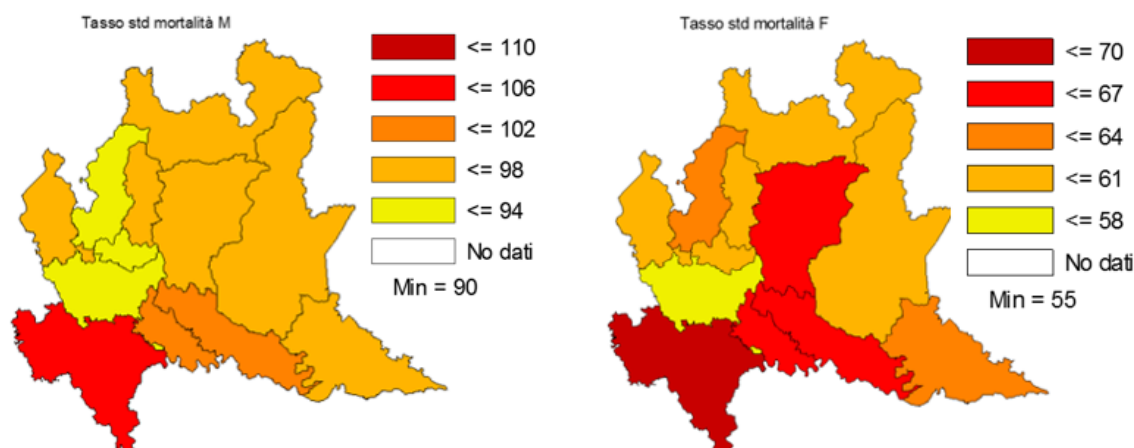 Tasso std mortalità M
<= 110
<= 106
<= 102
<= 98
<= 94
No dati
Min = 90
Tasso std mortalità F
<= 70
<= 67
<= 64
<= 61
<= 58
No dati
Min = 55